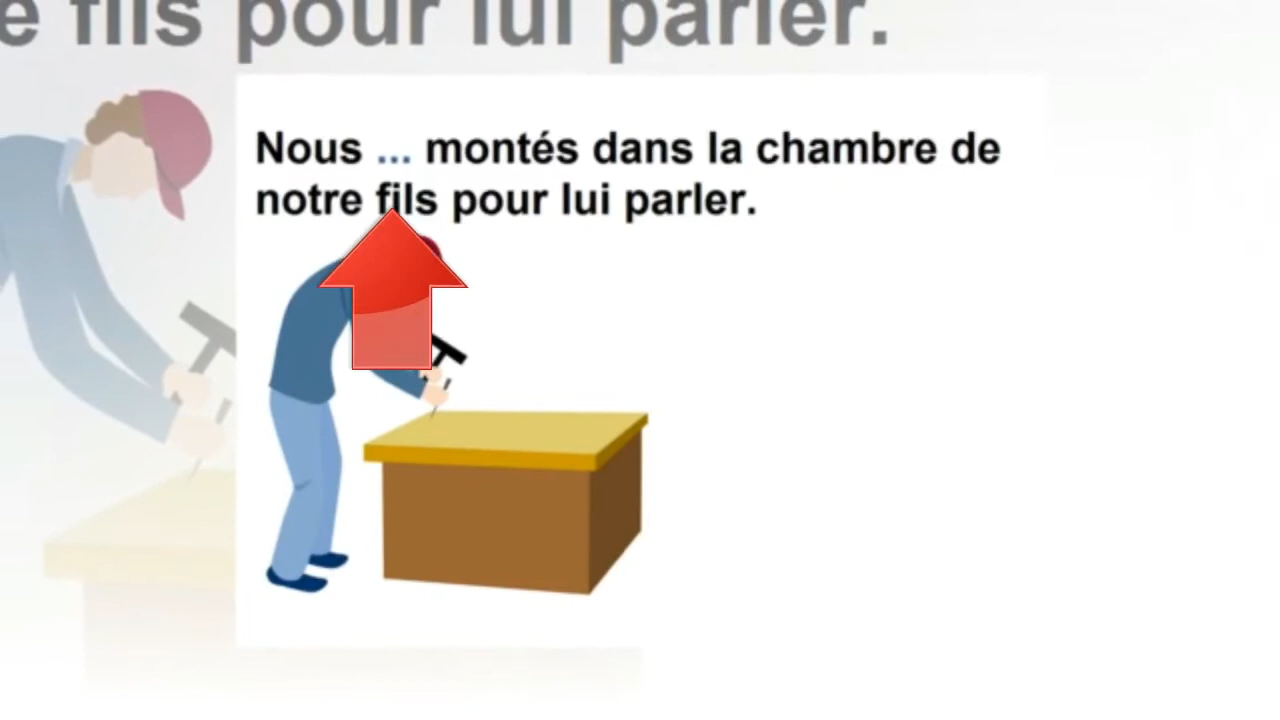 e fils pour lui parler.
Nous ... montés dans la chambre de
notre fils pour lui parler.